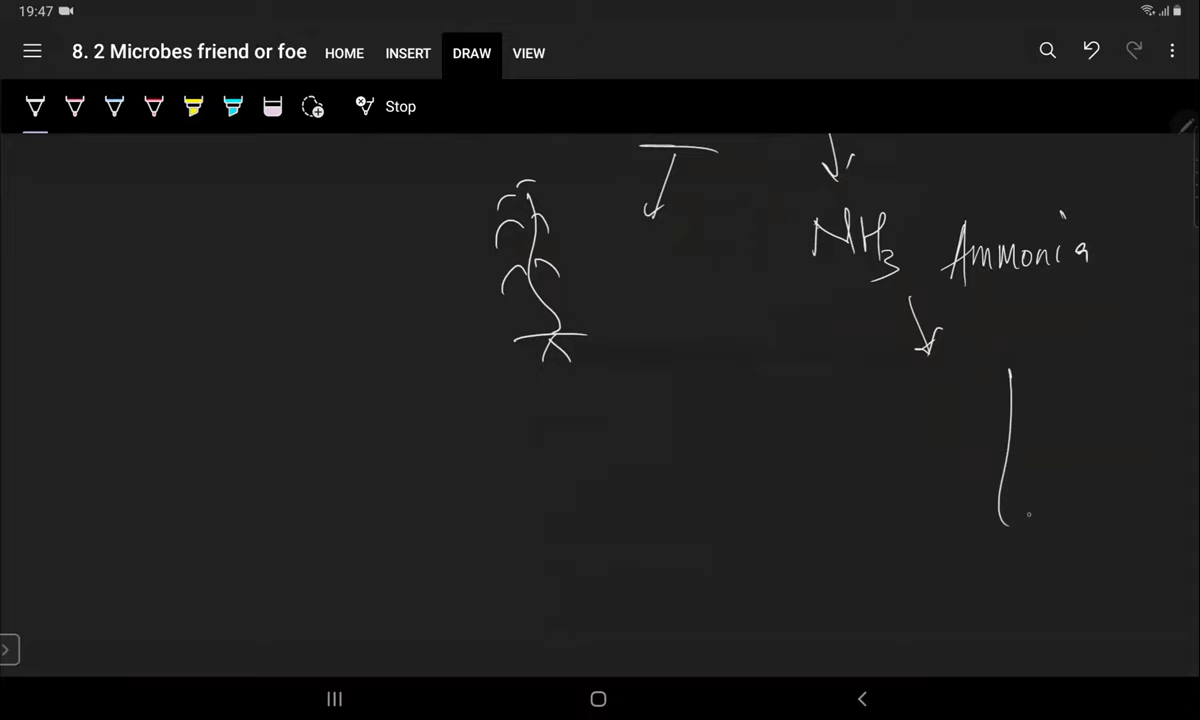 19:47
8. 2 Microbes friend or foe HOME INSERT DRAW VIEW
Stop
NH3 Ammonia